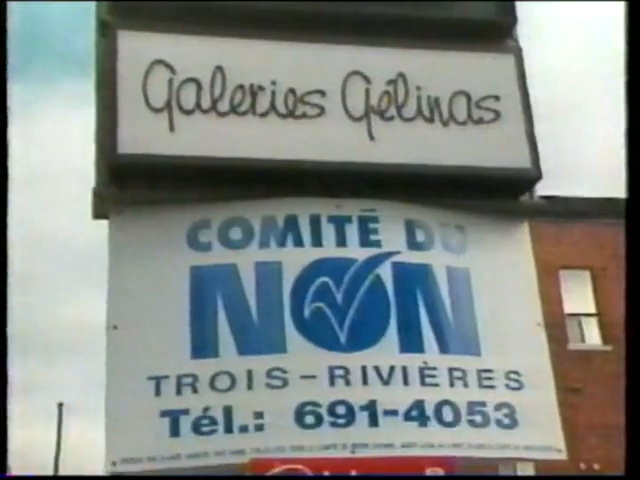 Galeries Gélinas
COMITÉ DU
NON
TROIS-RIVIÈRES
Tél.: 691-4053